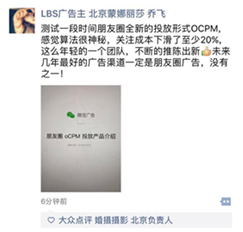 LBS广告主 北京蒙娜丽莎 乔飞
测试一段时间朋友圈全新的投放形式OCPM,
感觉算法很神秘，关注成本下滑了至少20%，
这么年轻的一个团队，不断的推陈出新👍未来
几年最好的广告渠道一定是朋友圈广告，没有
之一！
微信广告
朋友圈 oCPM 投放产品介绍
6分钟前
大众点评 婚摄摄影 北京负责人